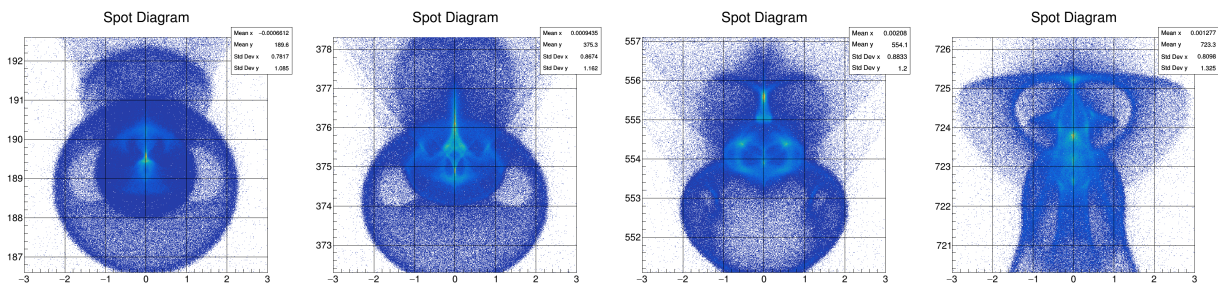 Spot Diagram
Mean x −0.0006612
Mean y 189.6
Std Dev x 0.7817
Std Dev y 1.085
192
191
190
189
188
187
−3 −2 −1 0 1 2 3
Spot Diagram
Mean x 0.0009435
Mean y 375.3
Std Dev x 0.8674
Std Dev y 1.162
378
377
376
375
374
373
−3 −2 −1 0 1 2 3
Spot Diagram
Mean x 0.00208
Mean y 554.1
Std Dev x 0.8833
Std Dev y 1.2
557
556
555
554
553
552
−3 −2 −1 0 1 2 3
Spot Diagram
Mean x 0.001277
Mean y 723.3
Std Dev x 0.8098
Std Dev y 1.325
726
725
724
723
722
721
−3 −2 −1 0 1 2 3